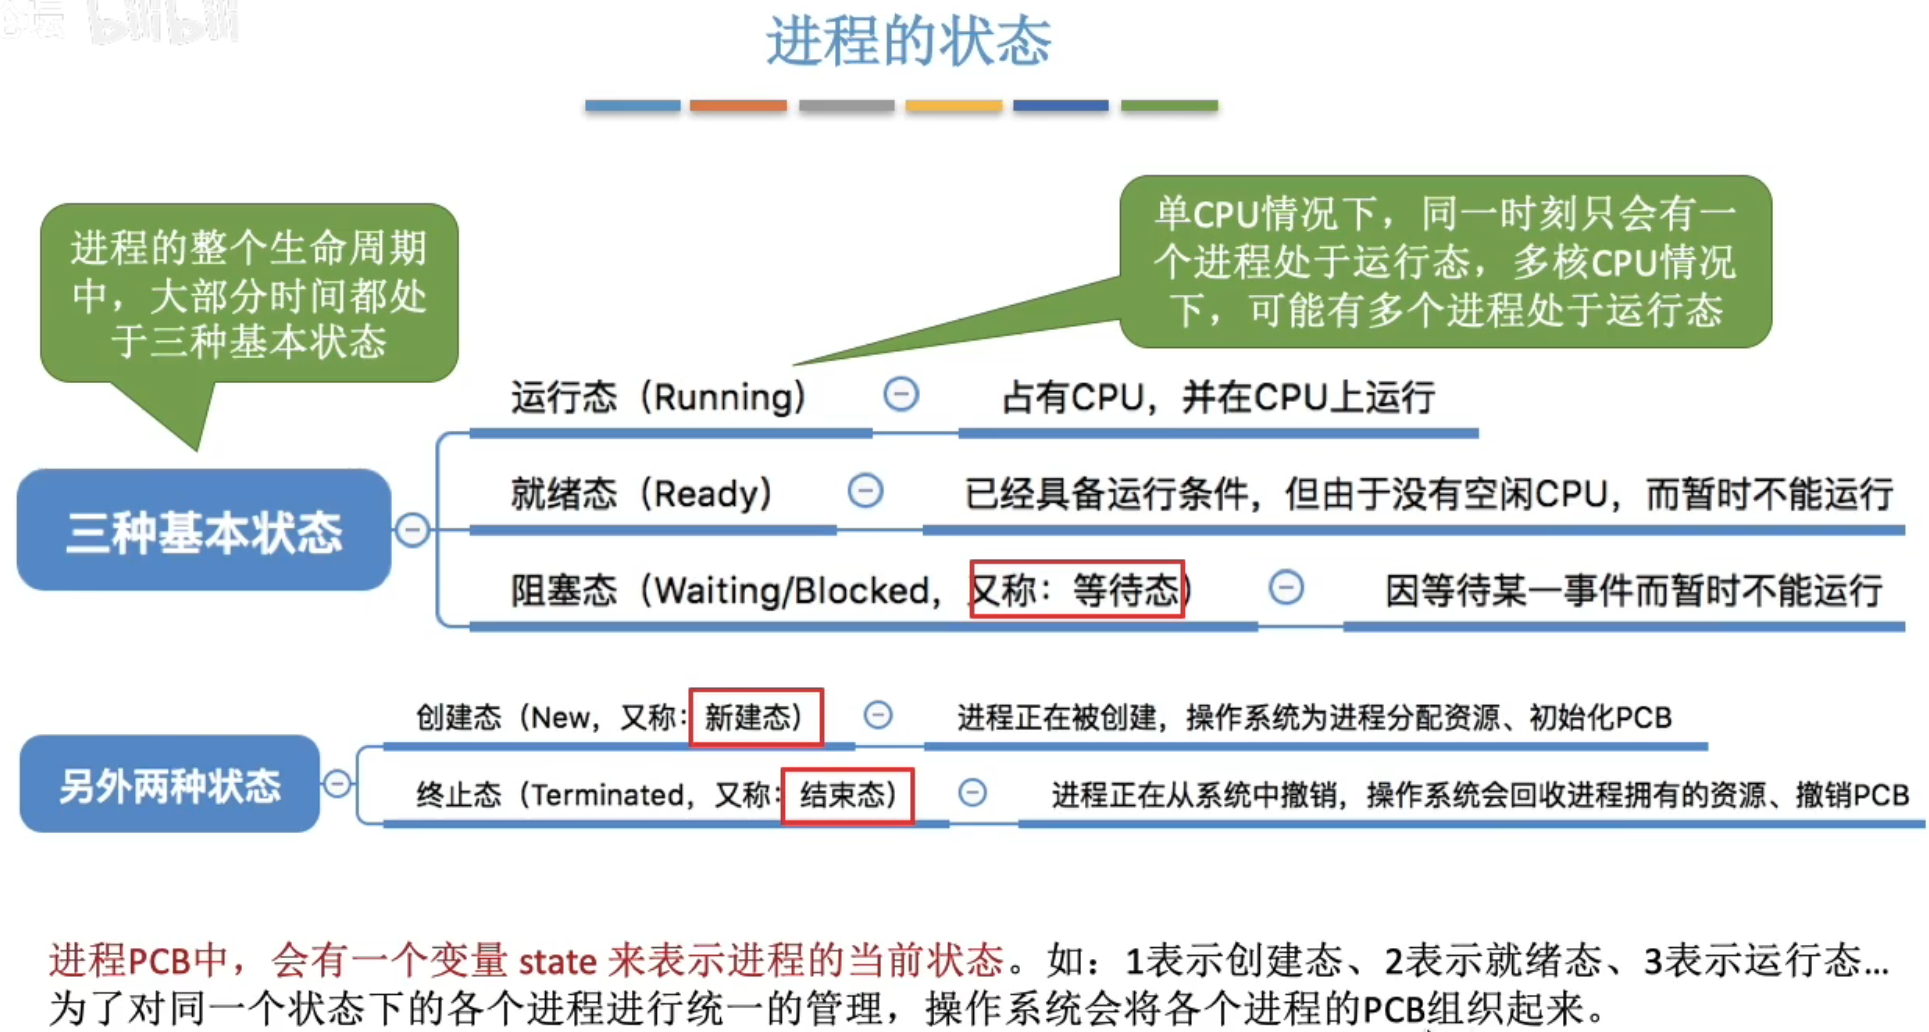 bilibili
进程的状态
进程的整个生命周期
中，大部分时间都处
于三种基本状态
单CPU情况下，同一时刻只会有一
个进程处于运行态，多核CPU情况
下，可能有多个进程处于运行态
三种基本状态
运行态（Running）
占有CPU，并在CPU上运行
就绪态（Ready）
已经具备运行条件，但由于没有空闲CPU，而暂时不能运行
阻塞态（Waiting/Blocked，又称：等待态）
因等待某一事件而暂时不能运行
另外两种状态
创建态（New，又称：新建态）
进程正在被创建，操作系统为进程分配资源、初始化PCB
终止态（Terminated，又称：结束态）
进程正在从系统中撤销，操作系统会回收进程拥有的资源、撤销PCB
进程PCB中，会有一个变量 state 来表示进程的当前状态。如：1表示创建态、2表示就绪态、3表示运行态...
为了对同一个状态下的各个进程进行统一的管理，操作系统会将各个进程的PCB组织起来。